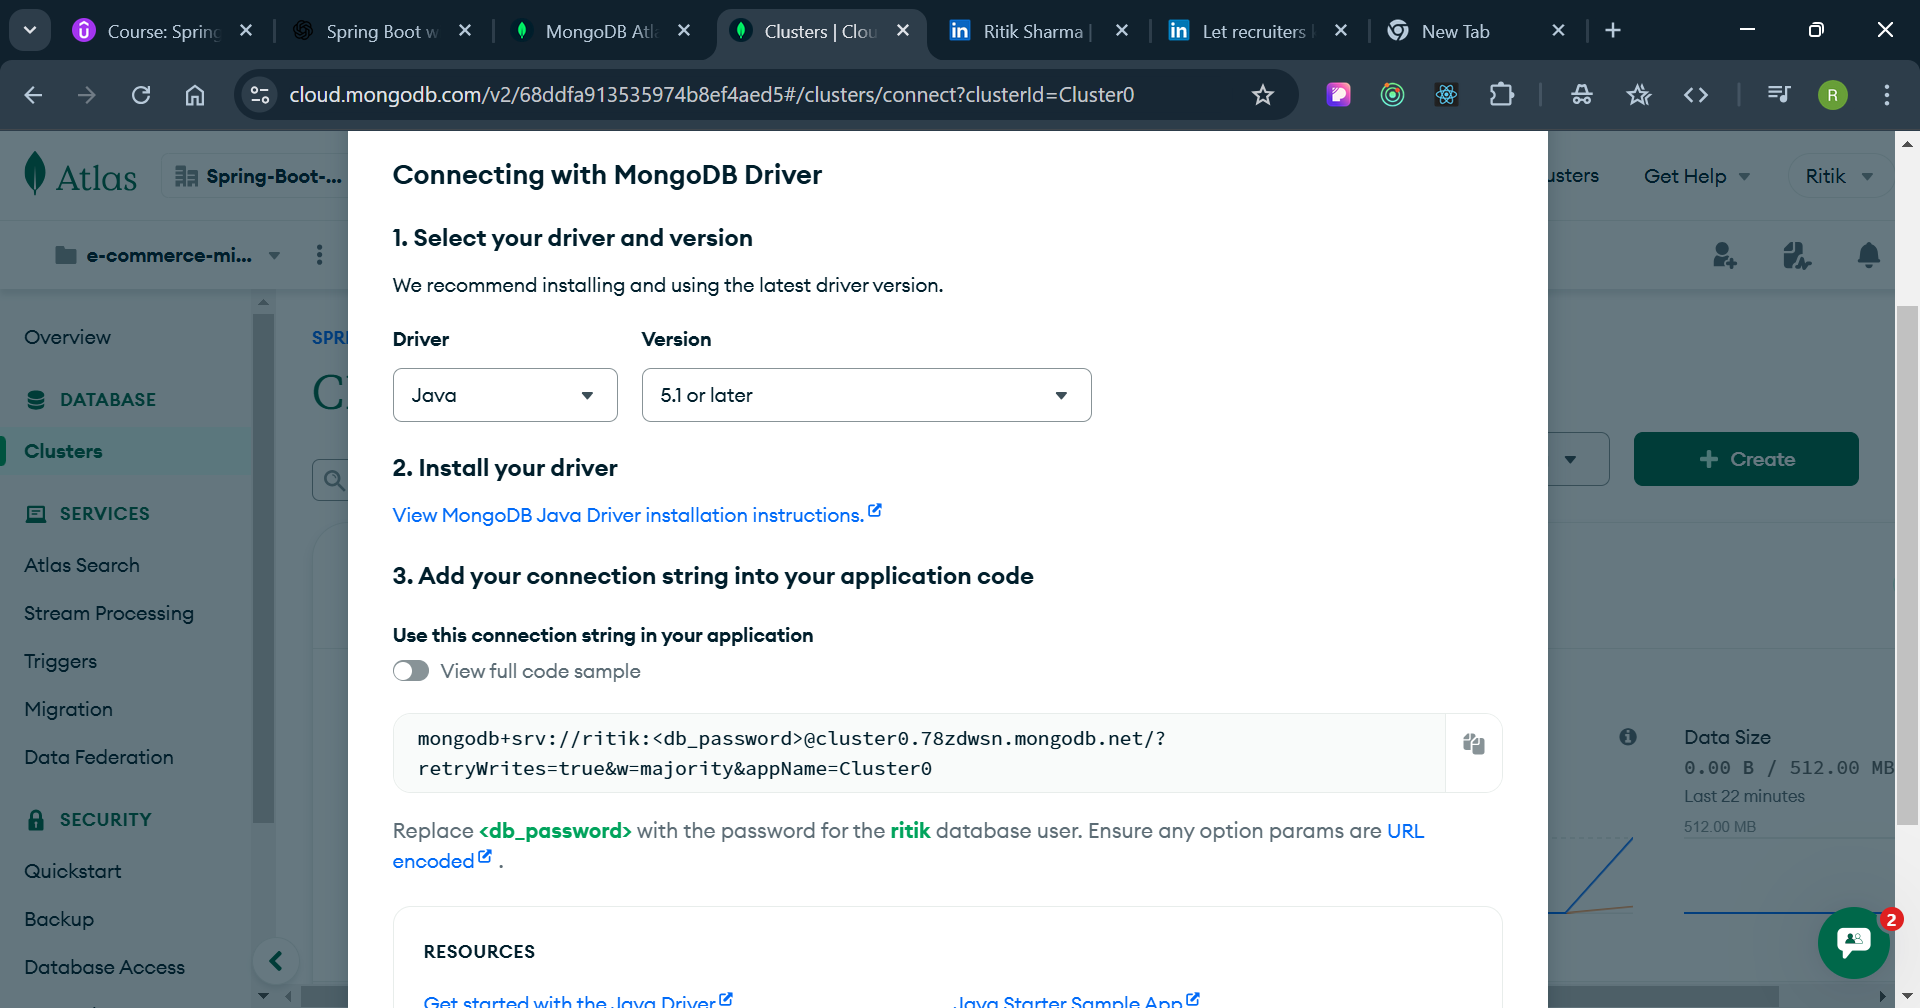 Course: Spring
Spring Boot w
MongoDB Atla
Clusters | Clou
Ritik Sharma |
Let recruiters k
New Tab
cloud.mongodb.com/v2/68ddfa913535974b8ef4aed5#/clusters/connect?clusterId=Cluster0
R
Atlas
Spring-Boot-...
usters
Get Help
Ritik
e-commerce-mi...
Overview
DATABASE
Clusters
SERVICES
Atlas Search
Stream Processing
Triggers
Migration
Data Federation
SECURITY
Quickstart
Backup
Database Access
SPRI
Connecting with MongoDB Driver
1. Select your driver and version
We recommend installing and using the latest driver version.
Driver
Version
Java
5.1 or later
2. Install your driver
View MongoDB Java Driver installation instructions.
3. Add your connection string into your application code
Use this connection string in your application
View full code sample
mongodb+srv://ritik:<db_password>@cluster0.78zdwsn.mongodb.net/?
retryWrites=true&w=majority&appName=Cluster0
Replace <db_password> with the password for the ritik database user. Ensure any option params are URL
encoded .
RESOURCES
Get started with the Java Driver
Java Starter Sample App
+ Create
Data Size
0.00 B / 512.00 MB
Last 22 minutes
512.00 MB
2